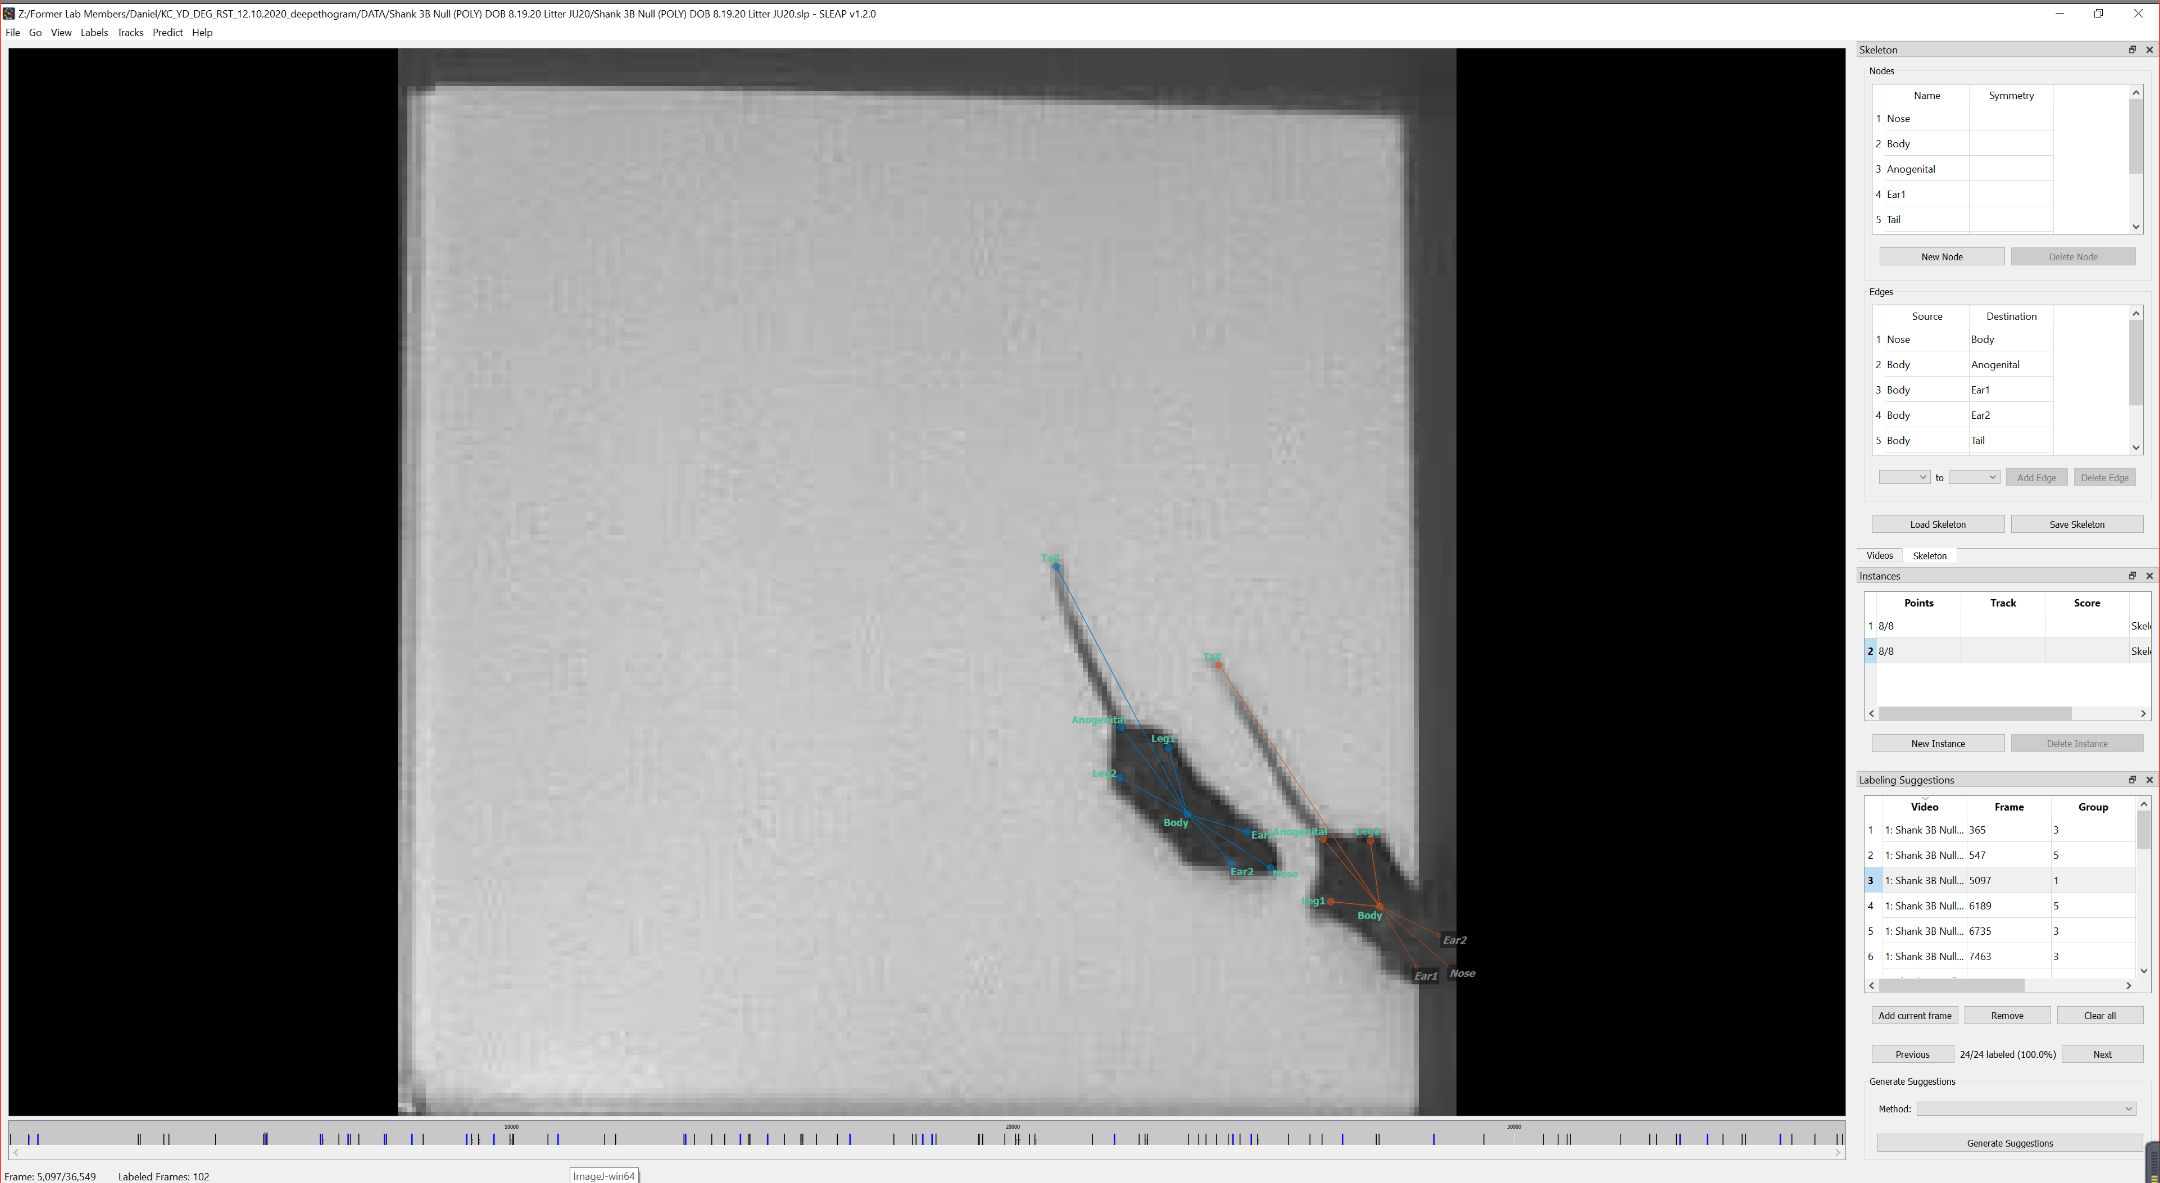 Z:/Former Lab Members/Daniel/KC_YD_DEG_RST_12.10.2020_deepethogram/DATA/Shank 3B Null (POLY) DOB 8.19.20 Litter JU20/Shank 3B Null (POLY) DOB 8.19.20 Litter JU20.slp - SLEAP v1.2.0
File Go View Labels Tracks Predict Help
Skeleton
Nodes
Name Symmetry
1 Nose
2 Body
3 Anogenital
4 Ear1
5 Tail
New Node Delete Node
Edges
Source Destination
1 Nose Body
2 Body Anogenital
3 Body Ear1
4 Body Ear2
5 Body Tail
to Add Edge Delete Edge
Load Skeleton Save Skeleton
Videos Skeleton
Instances
Points Track Score
1 8/8 Skel
2 8/8 Skel
New Instance Delete Instance
Labeling Suggestions
Video Frame Group
1 1: Shank 3B Null... 365 3
2 1: Shank 3B Null... 547 5
3 1: Shank 3B Null... 5097 1
4 1: Shank 3B Null... 6189 5
5 1: Shank 3B Null... 6735 3
6 1: Shank 3B Null... 7463 3
Add current frame Remove Clear all
Previous 24/24 labeled (100.0%) Next
Generate Suggestions
Method:
Generate Suggestions
Tail
Tail
Anogenital
Leg1
Leg2
Body
Ear
Anogenital
Leg2
Ear2
Nose
Leg1
Body
Ear2
Ear1
Nose
10000 20000 30000
Frame: 5,097/36,549 Labeled Frames: 102
ImageJ-win64